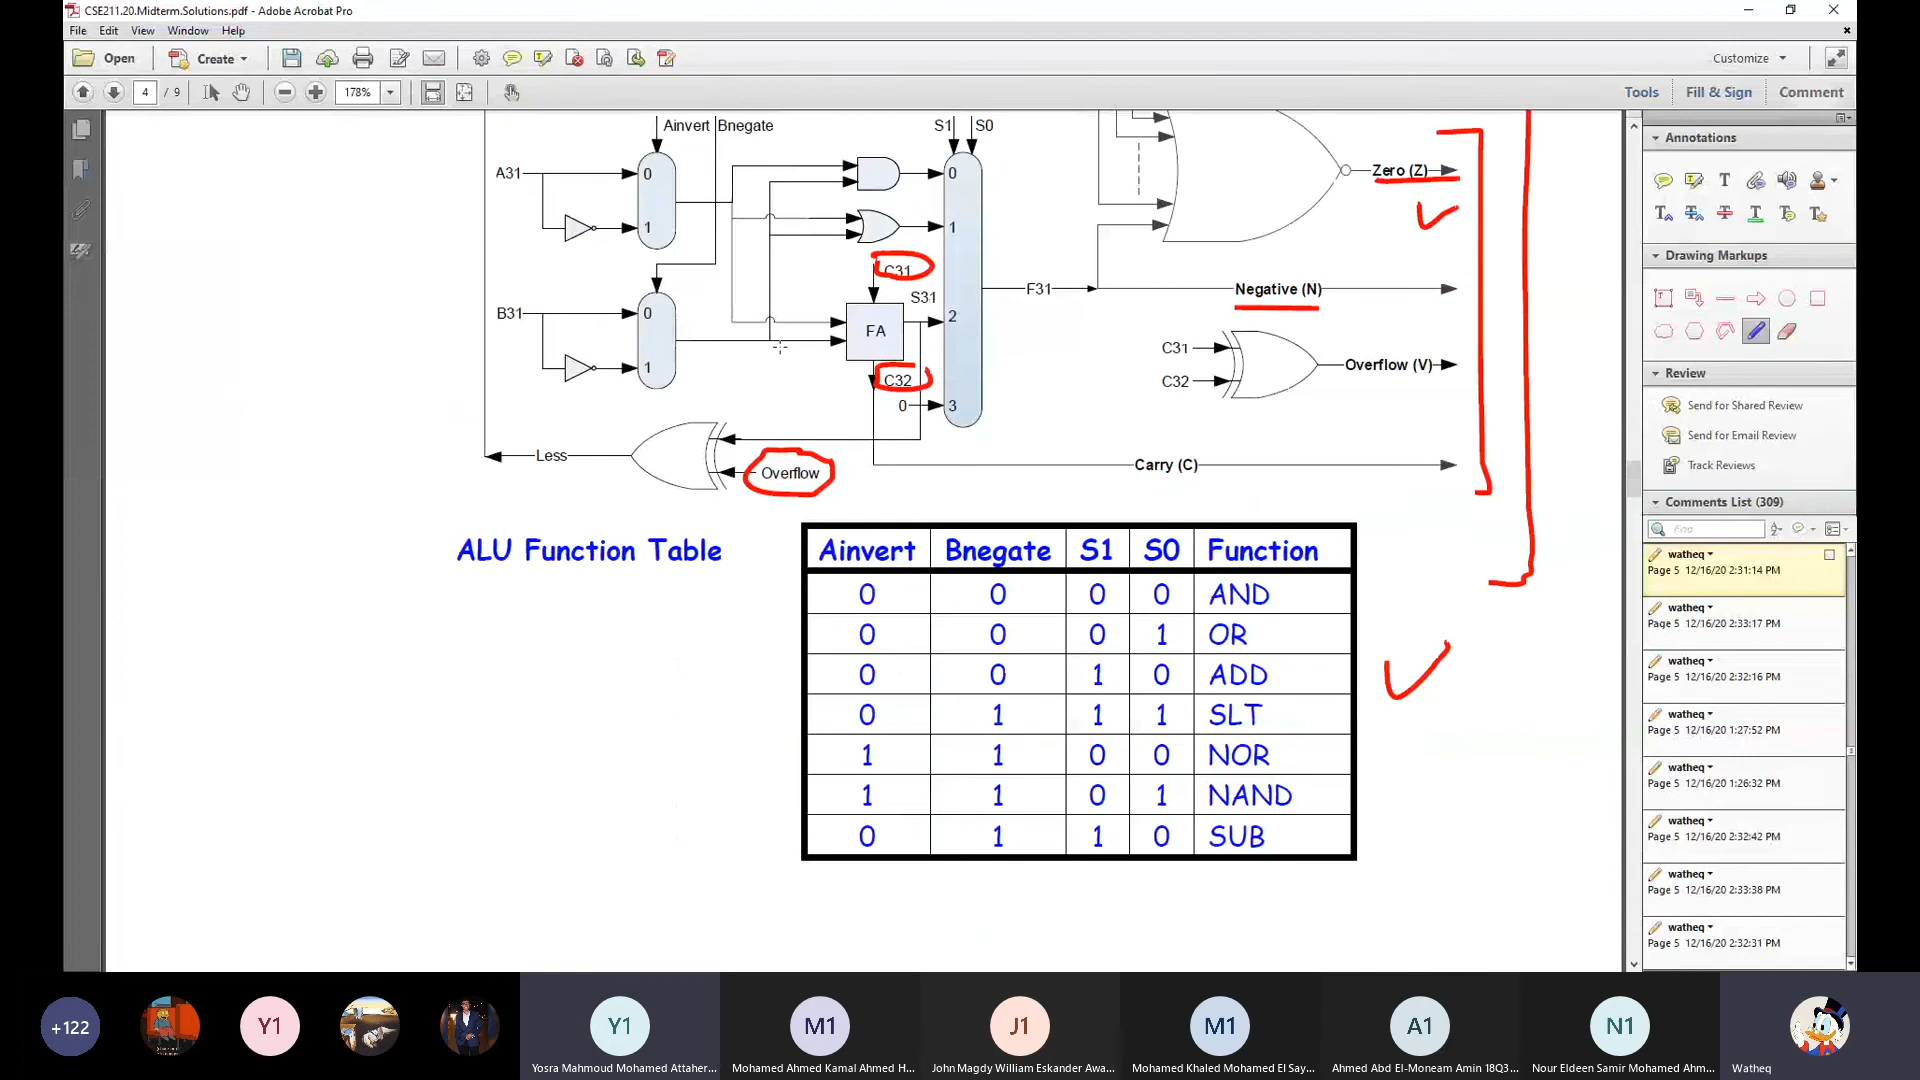 CSE211.20.Midterm.Solutions.pdf - Adobe Acrobat Pro
File Edit View Window Help
Open Create Customize
4 / 9 178% Tools Fill & Sign Comment
Ainvert Bnegate S1 S0
A31 0 1
0
1
C31
S31
B31 0 1
FA
2
C32
0 3
Less Overflow
F31
Zero (Z)
Negative (N)
C31
C32
Overflow (V)
Carry (C)
ALU Function Table
Ainvert Bnegate S1 S0 Function
0 0 0 0 AND
0 0 0 1 OR
0 0 1 0 ADD
0 1 1 1 SLT
1 1 0 0 NOR
1 1 0 1 NAND
0 1 1 0 SUB
Annotations
Drawing Markups
Review
Send for Shared Review
Send for Email Review
Track Reviews
Comments List (309)
Find
watheq
Page 5 12/16/20 2:31:14 PM
watheq
Page 5 12/16/20 2:33:17 PM
watheq
Page 5 12/16/20 2:32:16 PM
watheq
Page 5 12/16/20 1:27:52 PM
watheq
Page 5 12/16/20 1:26:32 PM
watheq
Page 5 12/16/20 2:32:42 PM
watheq
Page 5 12/16/20 2:33:38 PM
watheq
Page 5 12/16/20 2:32:31 PM
+122 Y1 Y1 M1 J1 M1 A1 N1
Yosra Mahmoud Mohamed Attaher...
Mohamed Ahmed Kamal Ahmed H...
John Magdy William Eskander Awa...
Mohamed Khaled Mohamed El Say...
Ahmed Abd El-Moneam Amin 18Q3...
Nour Eldeen Samir Mohamed Ahm...
Watheq